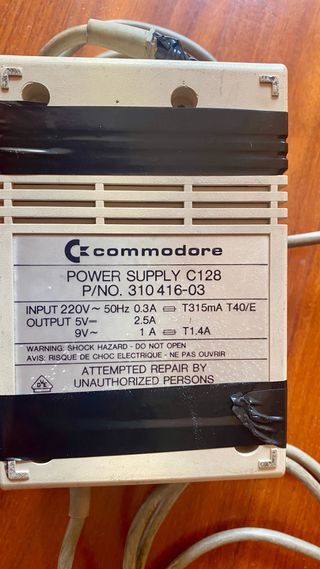 commodore
POWER SUPPLY C128
P/NO. 310 416-03
INPUT 220V ~ 50Hz 0.3A T315mA T40/E
OUTPUT 5V⎓ 2.5A
9V~ 1 A T1.4A
WARNING: SHOCK HAZARD - DO NOT OPEN
AVIS: RISQUE DE CHOC ELECTRIQUE - NE PAS OUVRIR
ATTEMPTED REPAIR BY
UNAUTHORIZED PERSONS